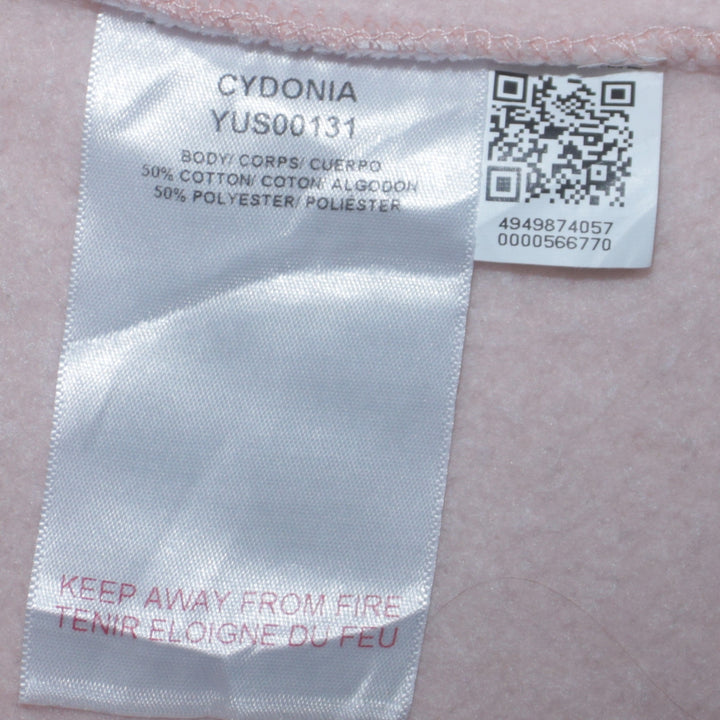 CYDONIA
YUS00131
BODY/ CORPS/ CUERPO
50% COTTON/ COTON/ ALGODON
50% POLYESTER/ POLIÉSTER
4949874057
0000566770
KEEP AWAY FROM FIRE
TENIR ELOIGNE DU FEU